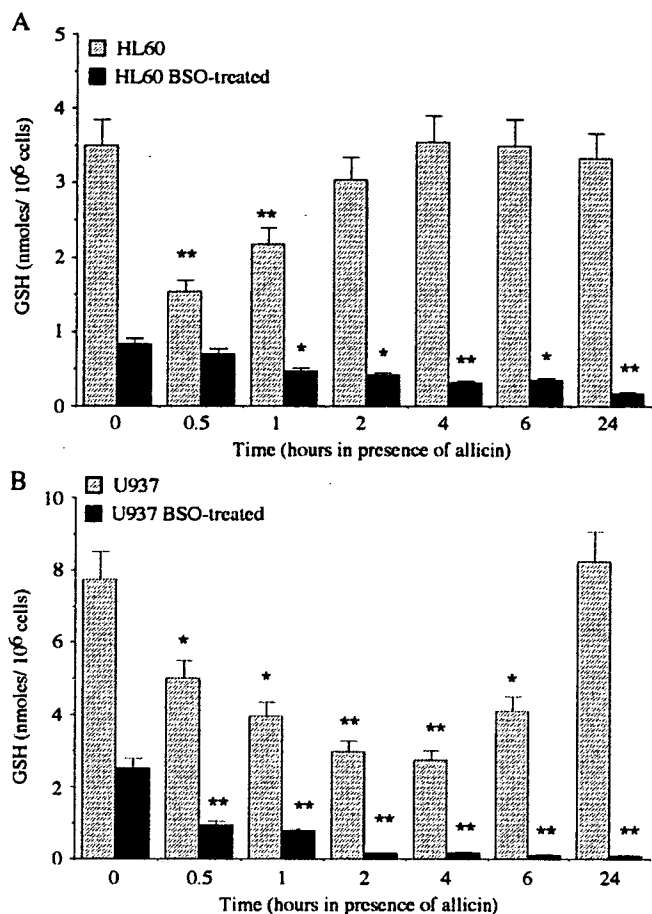 A
HL60
HL60 BSO-treated
GSH (nmoles/ 10⁶ cells)
5
4
3
2
1
0
**
**
*
*
**
*
**
0 0.5 1 2 4 6 24
Time (hours in presence of allicin)
B
U937
U937 BSO-treated
GSH (nmoles/ 10⁶ cells)
10
8
6
4
2
0
*
*
**
**
*
**
**
**
**
**
**
0 0.5 1 2 4 6 24
Time (hours in presence of allicin)